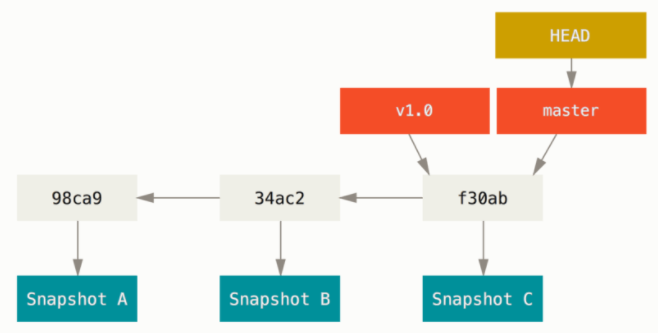 HEAD
v1.0
master
98ca9
34ac2
f30ab
Snapshot A
Snapshot B
Snapshot C